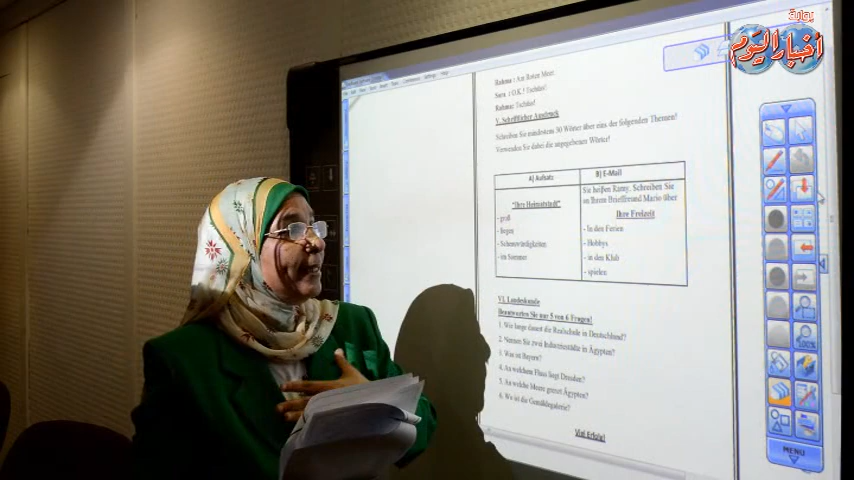 بوابة
أخبار اليوم
Rahma : Am Roten Meer.
Sara : O.K.! Tschüss!
Rahma: Tschüss!
V. Schriftlicher Ausdruck
Schreiben Sie mindestens 30 Wörter über eins der folgenden Themen!
Verwenden Sie dabei die angegebenen Wörter!
A) Aufsatz
"Ihre Heimatstadt"
- groß
- liegen
- Sehenswürdigkeiten
- im Sommer
B) E-Mail
Sie heißen Ramy. Schreiben Sie
an Ihrem Brieffreund Mario über
Ihre Freizeit
- In den Ferien
- Hobbys
- in den Klub
- spielen
VI. Landeskunde
Beantworten Sie nur 5 von 6 Fragen!
1. Wie lange dauert die Realschule in Deutschland?
2. Nennen Sie zwei Industriestädte in Ägypten?
3. Was ist Bayern?
4. An welchem Fluss liegt Dresden?
5. An welche Meere grenzt Ägypten?
6. Wo ist die Gemäldegalerie?
Viel Erfolg!
100%
MENU